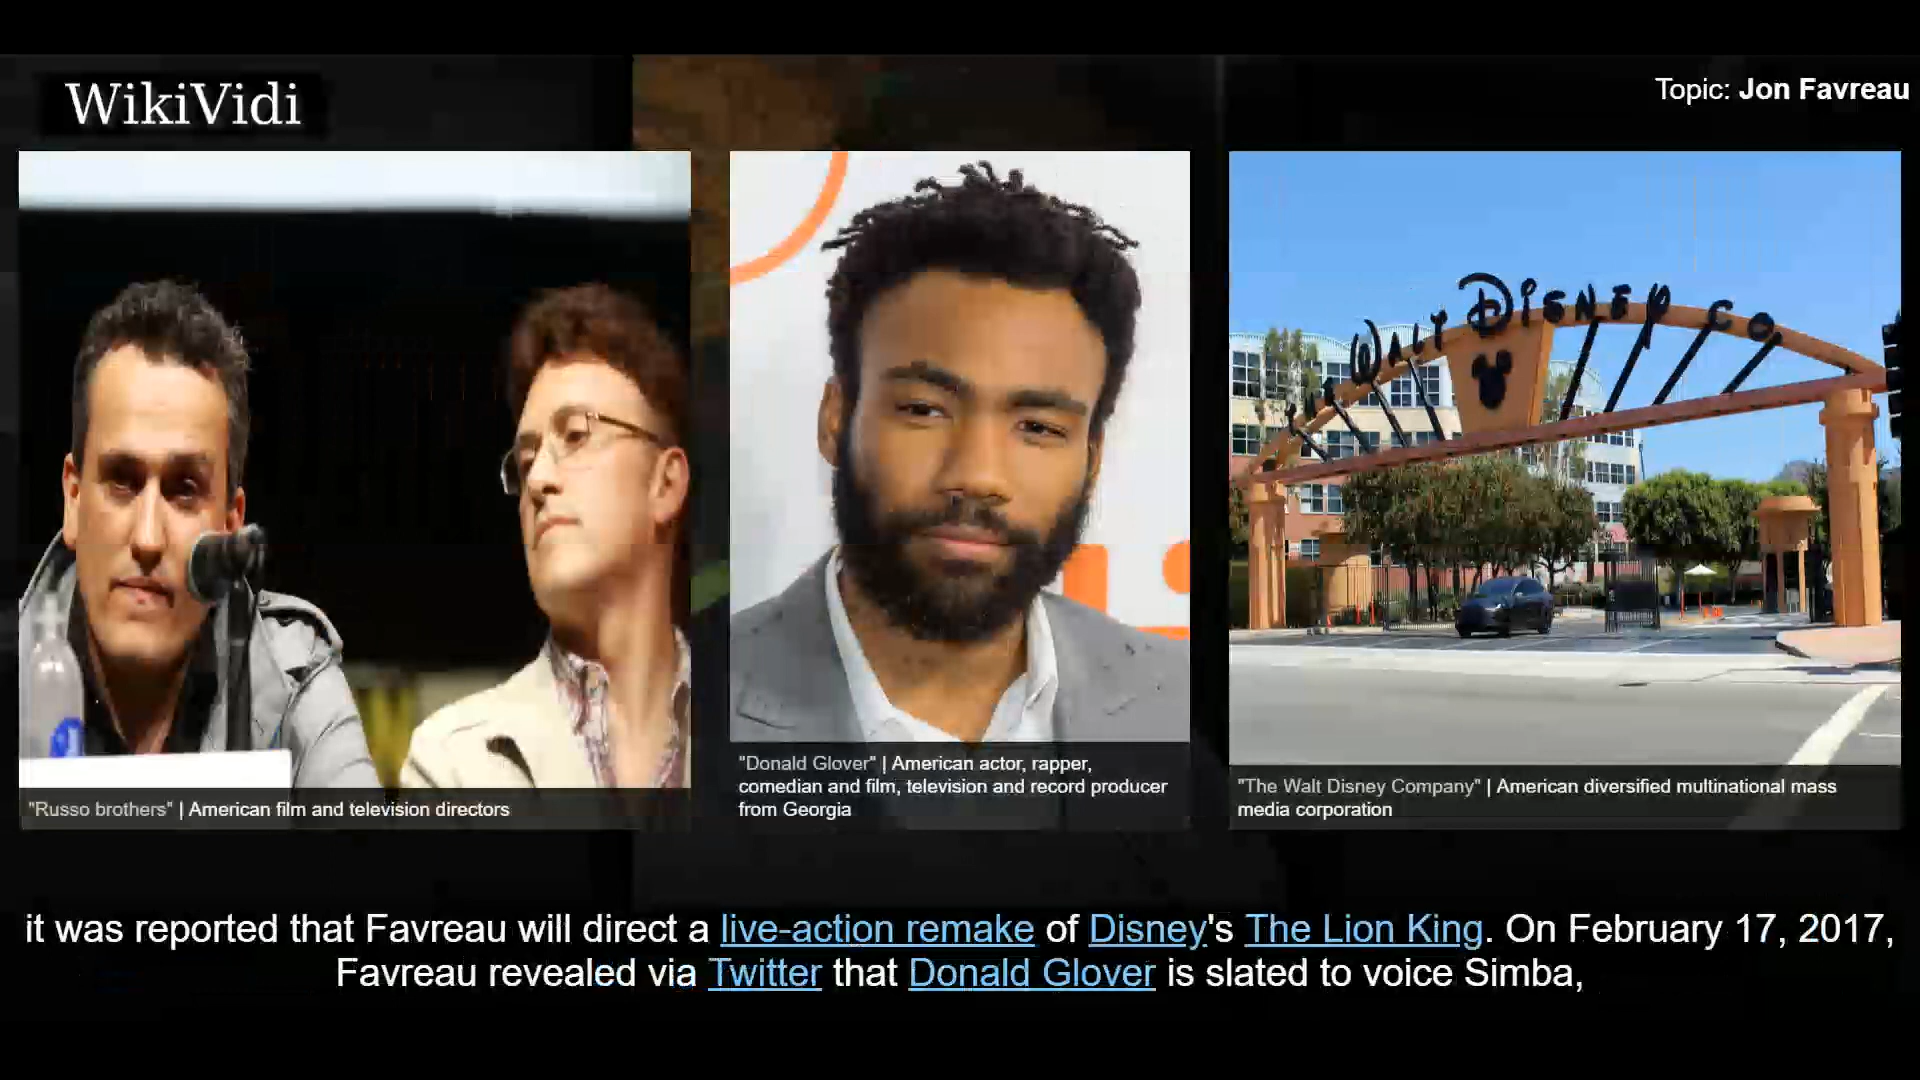 WikiVidi
Topic: Jon Favreau
WALT DISNEY CO
"Russo brothers" | American film and television directors
"Donald Glover" | American actor, rapper,
comedian and film, television and record producer
from Georgia
"The Walt Disney Company" | American diversified multinational mass
media corporation
it was reported that Favreau will direct a live-action remake of Disney's The Lion King. On February 17, 2017,
Favreau revealed via Twitter that Donald Glover is slated to voice Simba,